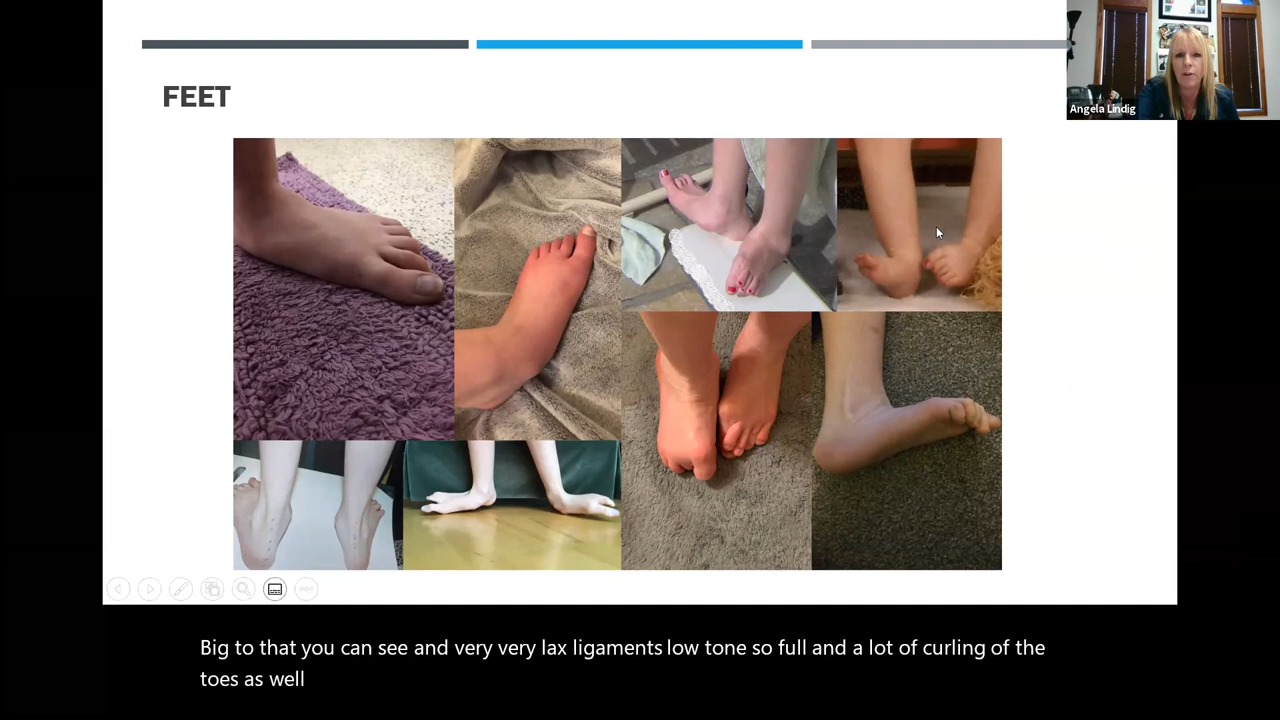 FEET
Angela Lindig
Big to that you can see and very very lax ligaments low tone so full and a lot of curling of the
toes as well